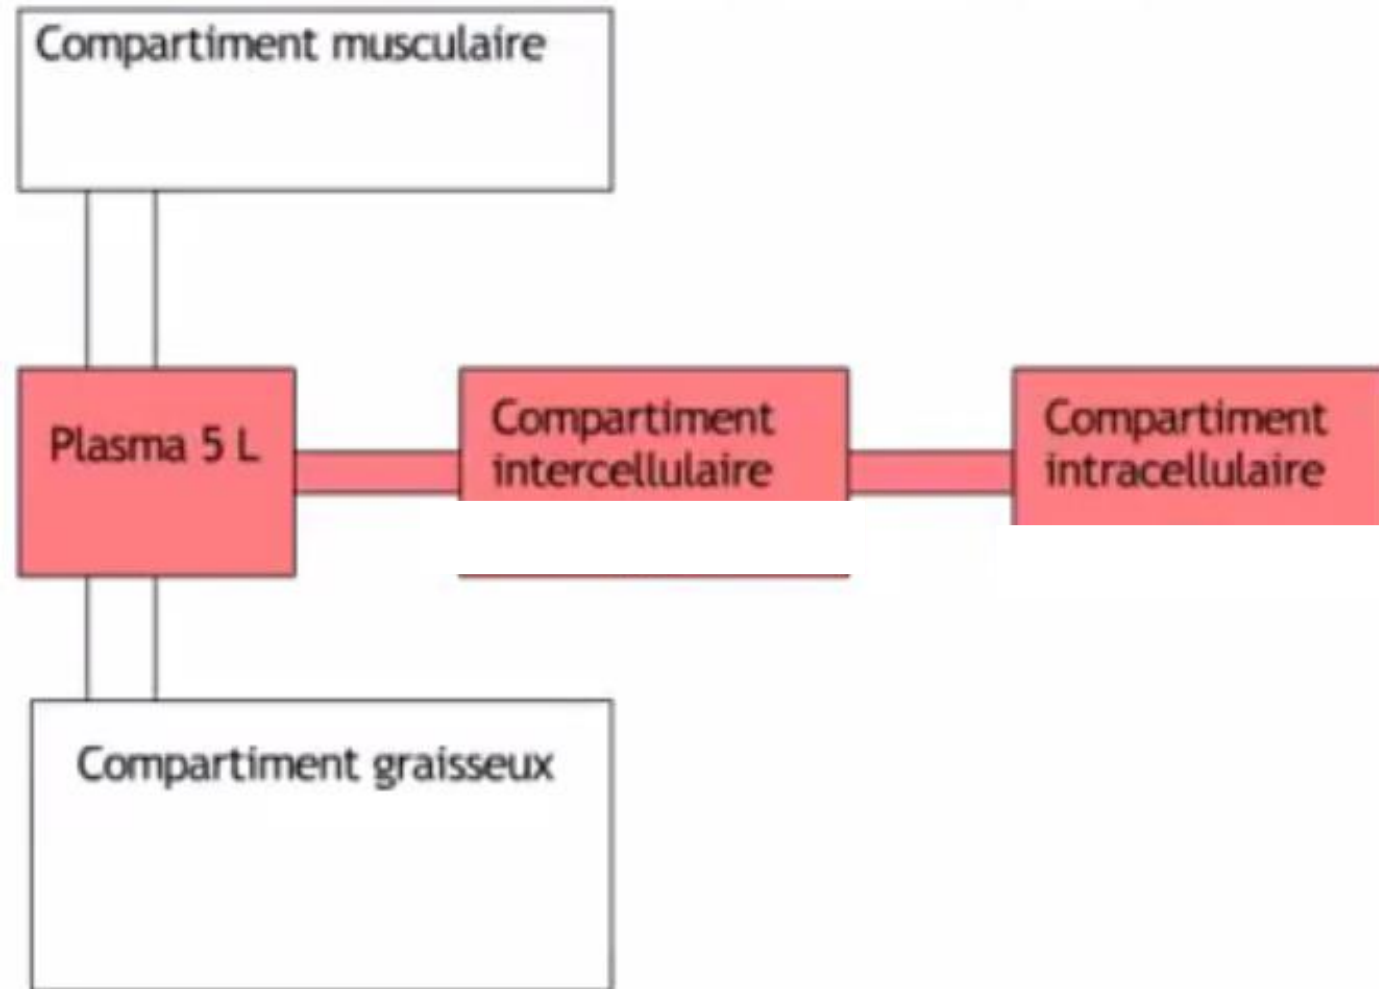 Compartiment musculaire
Plasma 5 L
Compartiment
intercellulaire
Compartiment
intracellulaire
Compartiment graisseux